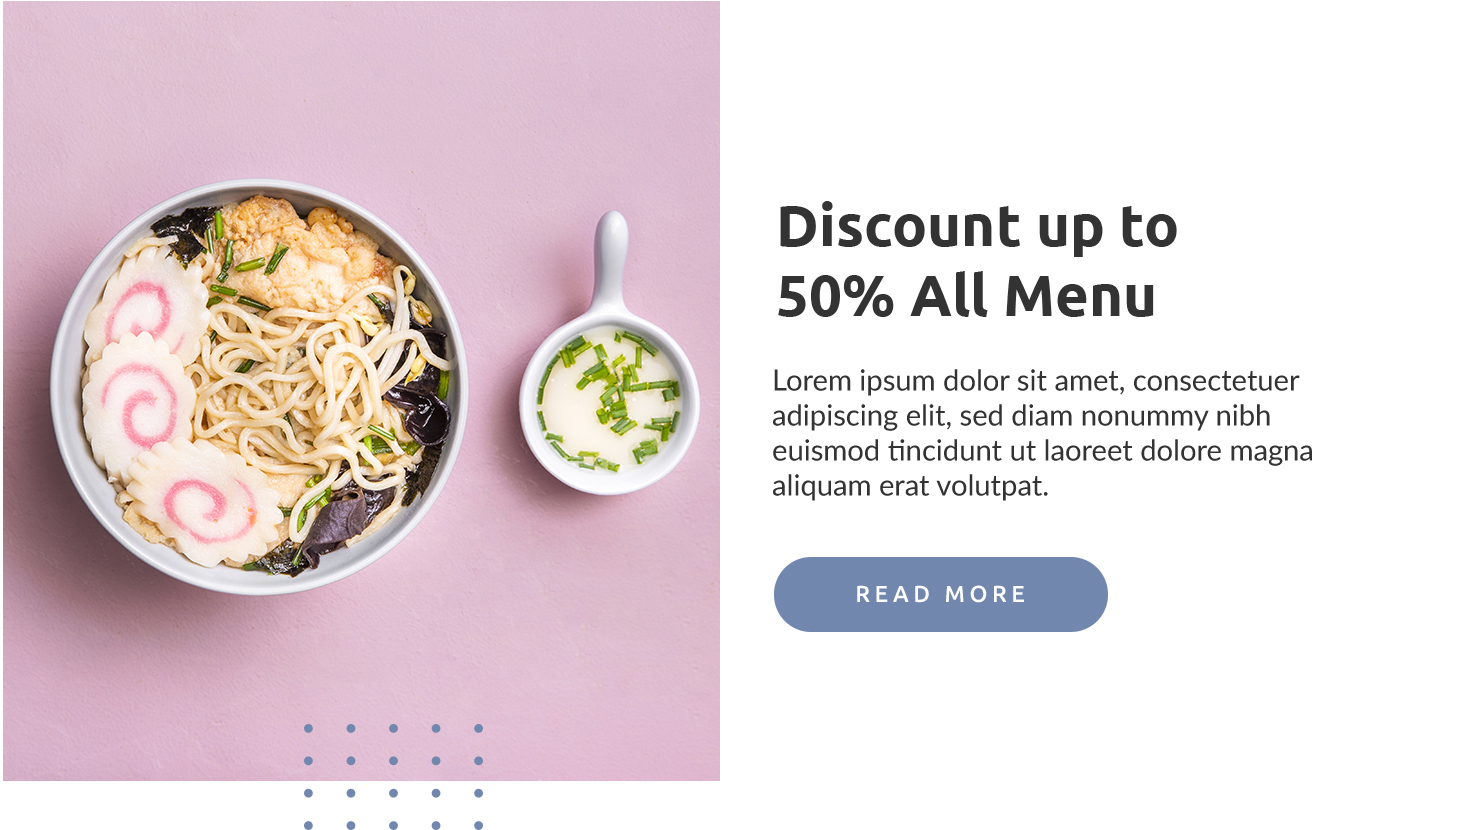 Discount up to
50% All Menu
Lorem ipsum dolor sit amet, consectetuer
adipiscing elit, sed diam nonummy nibh
euismod tincidunt ut laoreet dolore magna
aliquam erat volutpat.
READ MORE